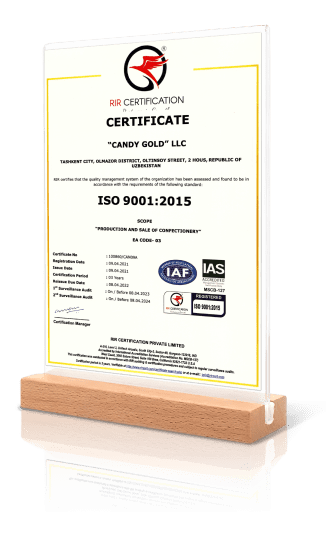 RIR CERTIFICATION
CERTIFICATE
"CANDY GOLD" LLC
TASHKENT CITY, OLMAZOR DISTRICT, OLTINSOY STREET, 2 HOUS, REPUBLIC OF
UZBEKISTAN
RIR certifies that the quality management system of the organization has been assessed and found to be in
accordance with the requirements of the following standard:
ISO 9001:2015
SCOPE
"PRODUCTION AND SALE OF CONFECTIONERY"
EA CODE- 03
Certificate No
Registration Date : 09.04.2021
Issue Date : 09.04.2021
Certification Period : 03 Years
Reissue Due Date : 08.04.2022
1st Surveillance Audit : On / Before 08.04.2023
2nd Surveillance Audit : On / Before 08.04.2024
IAF
IAS
ACCREDITED
MSCB-127
RIR CERTIFICATION
REGISTERED
ISO 9001:2015
Certification Manager
RIR CERTIFICATION PRIVATE LIMITED